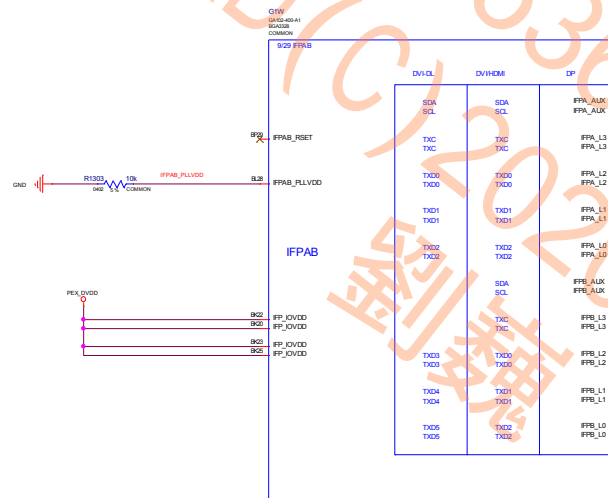 G1W
GA102-400-A1
BGA3328
COMMON
9/29 IFPAB
DVI-DL DVI/HDMI DP
SDA SDA IFPA_AUX
SCL SCL IFPA_AUX
BP29 IFPAB_RSET
TXC TXC IFPA_L3
TXC TXC IFPA_L3
GND R1303 10k IFPAB_PLLVDD BL28 IFPAB_PLLVDD
0402 5% COMMON
TXD0 TXD0 IFPA_L2
TXD0 TXD0 IFPA_L2
TXD1 TXD1 IFPA_L1
TXD1 TXD1 IFPA_L1
IFPAB
TXD2 TXD2 IFPA_L0
TXD2 TXD2 IFPA_L0
SDA IFPB_AUX
SCL IFPB_AUX
PEX_DVDD
BK22 IFP_IOVDD
BK20 IFP_IOVDD
TXC IFPB_L3
TXC IFPB_L3
BK23 IFP_IOVDD
BK25 IFP_IOVDD
TXD3 TXD0 IFPB_L2
TXD3 TXD0 IFPB_L2
TXD4 TXD1 IFPB_L1
TXD4 TXD1 IFPB_L1
TXD5 TXD2 IFPB_L0
TXD5 TXD2 IFPB_L0
D(C)202
劉巍